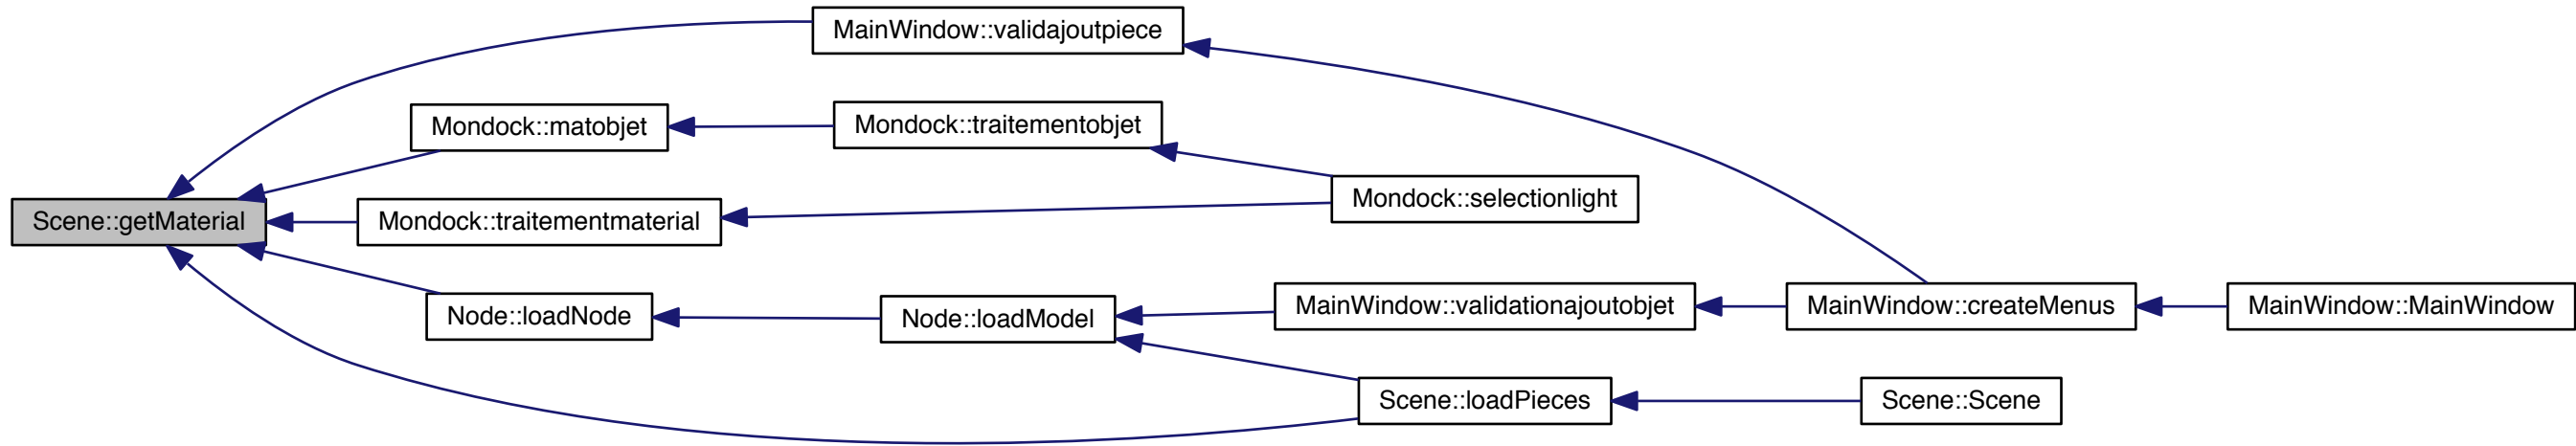 MainWindow::validajoutpiece
Mondock::matobjet
Mondock::traitementobjet
Mondock::selectionlight
Scene::getMaterial
Mondock::traitementmaterial
Node::loadNode
Node::loadModel
MainWindow::validationajoutobjet
MainWindow::createMenus
MainWindow::MainWindow
Scene::loadPieces
Scene::Scene